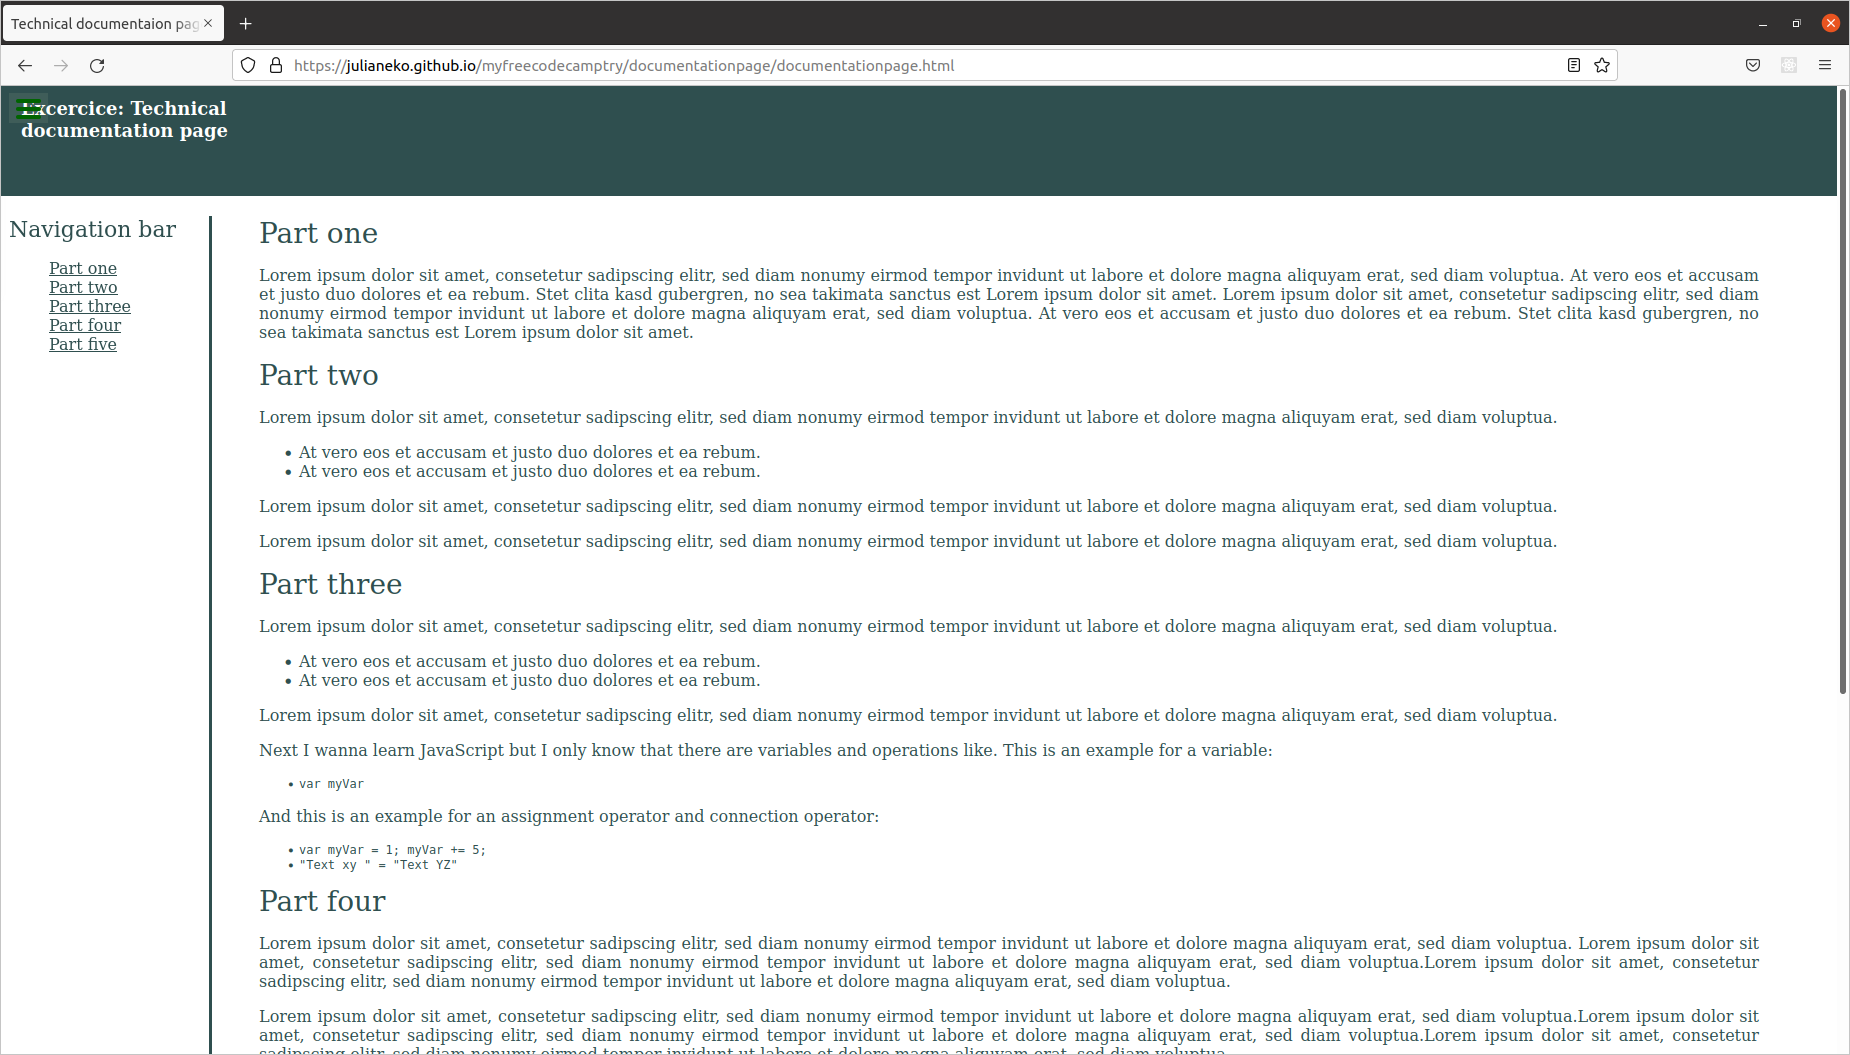 Technical documentaion pag
https://julianeko.github.io/myfreecodecamptry/documentationpage/documentationpage.html
Excercice: Technical
documentation page
Navigation bar
Part one
Part two
Part three
Part four
Part five
Part one
Lorem ipsum dolor sit amet, consetetur sadipscing elitr, sed diam nonumy eirmod tempor invidunt ut labore et dolore magna aliquyam erat, sed diam voluptua. At vero eos et accusam
et justo duo dolores et ea rebum. Stet clita kasd gubergren, no sea takimata sanctus est Lorem ipsum dolor sit amet. Lorem ipsum dolor sit amet, consetetur sadipscing elitr, sed diam
nonumy eirmod tempor invidunt ut labore et dolore magna aliquyam erat, sed diam voluptua. At vero eos et accusam et justo duo dolores et ea rebum. Stet clita kasd gubergren, no
sea takimata sanctus est Lorem ipsum dolor sit amet.
Part two
Lorem ipsum dolor sit amet, consetetur sadipscing elitr, sed diam nonumy eirmod tempor invidunt ut labore et dolore magna aliquyam erat, sed diam voluptua.
• At vero eos et accusam et justo duo dolores et ea rebum.
• At vero eos et accusam et justo duo dolores et ea rebum.
Lorem ipsum dolor sit amet, consetetur sadipscing elitr, sed diam nonumy eirmod tempor invidunt ut labore et dolore magna aliquyam erat, sed diam voluptua.
Lorem ipsum dolor sit amet, consetetur sadipscing elitr, sed diam nonumy eirmod tempor invidunt ut labore et dolore magna aliquyam erat, sed diam voluptua.
Part three
Lorem ipsum dolor sit amet, consetetur sadipscing elitr, sed diam nonumy eirmod tempor invidunt ut labore et dolore magna aliquyam erat, sed diam voluptua.
• At vero eos et accusam et justo duo dolores et ea rebum.
• At vero eos et accusam et justo duo dolores et ea rebum.
Lorem ipsum dolor sit amet, consetetur sadipscing elitr, sed diam nonumy eirmod tempor invidunt ut labore et dolore magna aliquyam erat, sed diam voluptua.
Next I wanna learn JavaScript but I only know that there are variables and operations like. This is an example for a variable:
• var myVar
And this is an example for an assignment operator and connection operator:
• var myVar = 1; myVar += 5;
• "Text xy " = "Text YZ"
Part four
Lorem ipsum dolor sit amet, consetetur sadipscing elitr, sed diam nonumy eirmod tempor invidunt ut labore et dolore magna aliquyam erat, sed diam voluptua. Lorem ipsum dolor sit
amet, consetetur sadipscing elitr, sed diam nonumy eirmod tempor invidunt ut labore et dolore magna aliquyam erat, sed diam voluptua.Lorem ipsum dolor sit amet, consetetur
sadipscing elitr, sed diam nonumy eirmod tempor invidunt ut labore et dolore magna aliquyam erat, sed diam voluptua.
Lorem ipsum dolor sit amet, consetetur sadipscing elitr, sed diam nonumy eirmod tempor invidunt ut labore et dolore magna aliquyam erat, sed diam voluptua.Lorem ipsum dolor sit
amet, consetetur sadipscing elitr, sed diam nonumy eirmod tempor invidunt ut labore et dolore magna aliquyam erat, sed diam voluptua.Lorem ipsum dolor sit amet, consetetur
sadipscing elitr, sed diam nonumy eirmod tempor invidunt ut labore et dolore magna aliquyam erat, sed diam voluptua.